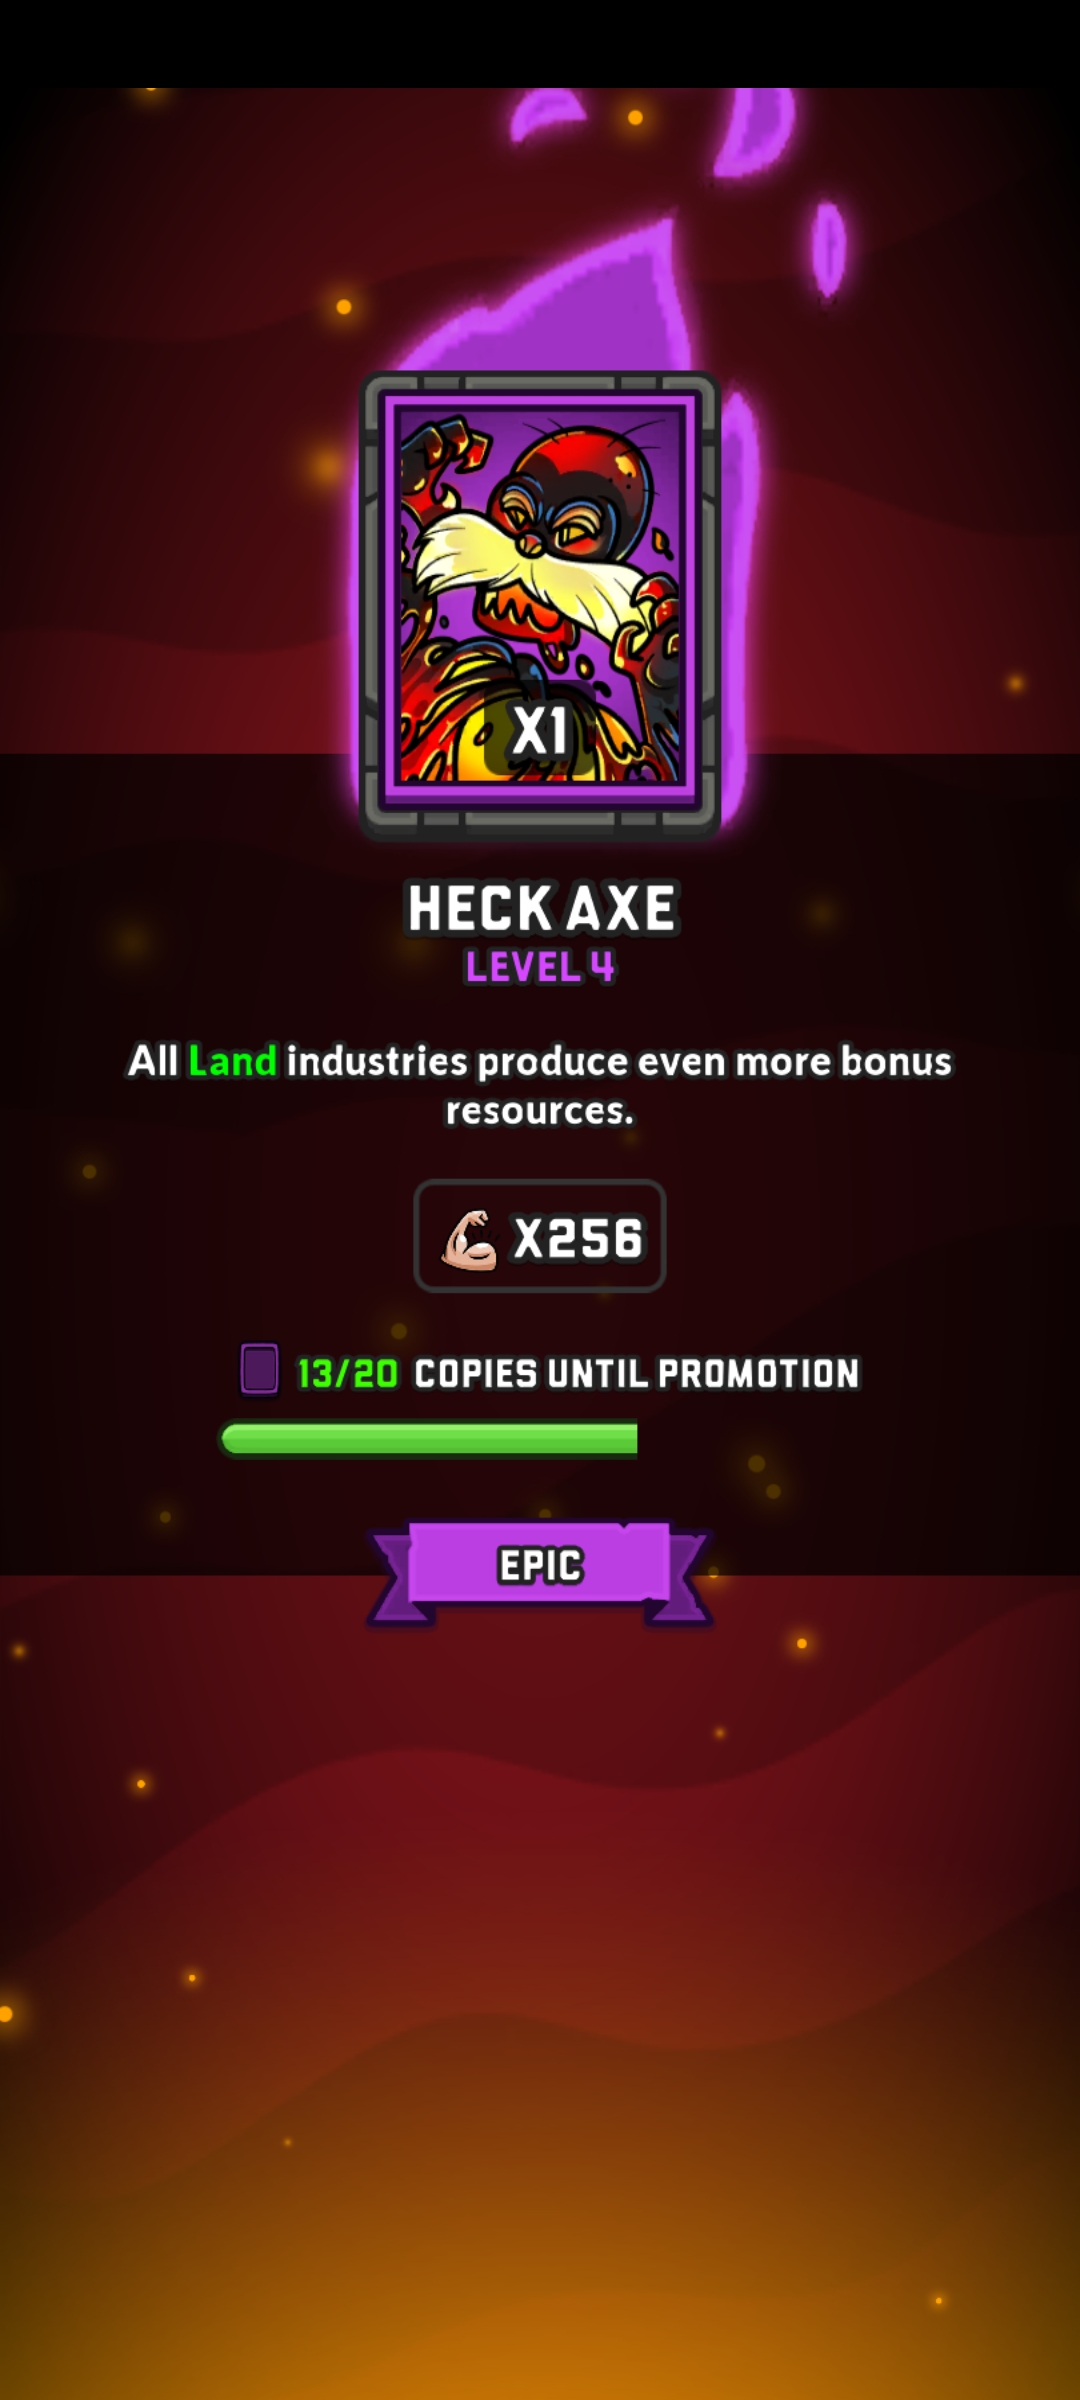 X1
HECK AXE
LEVEL 4
All Land industries produce even more bonus
resources.
X256
13/20 COPIES UNTIL PROMOTION
EPIC